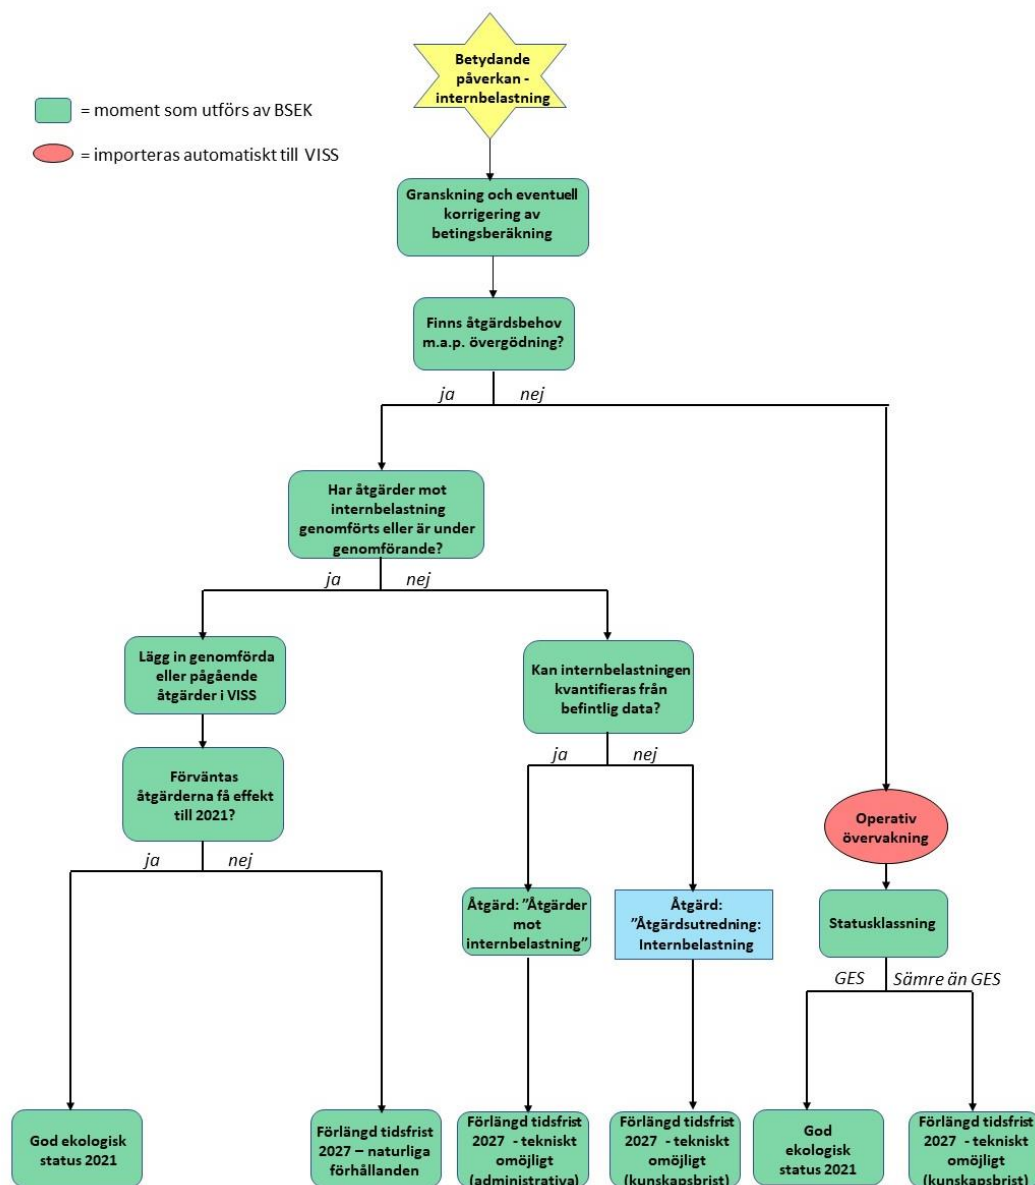 Betydande
påverkan -
internbelastning
= moment som utförs av BSEK
= importeras automatiskt till VISS
Granskning och eventuell
korrigering av
betingsberäkning
Finns åtgärdsbehov
m.a.p. övergödning?
ja
nej
Har åtgärder mot
internbelastning
genomförts eller är under
genomförande?
ja
nej
Lägg in genomförda
eller pågående
åtgärder i VISS
Kan internbelastningen
kvantifieras från
befintlig data?
Förväntas
åtgärderna få effekt
till 2021?
ja
nej
ja
nej
Operativ
övervakning
Åtgärd: ”Åtgärder
mot
internbelastning”
Åtgärd:
”Åtgärdsutredning:
Internbelastning
Statusklassning
GES
Sämre än GES
God ekologisk
status 2021
Förlängd tidsfrist
2027 – naturliga
förhållanden
Förlängd tidsfrist
2027 - tekniskt
omöjligt
(administrativa)
Förlängd tidsfrist
2027 - tekniskt
omöjligt
(kunskapsbrist)
God
ekologisk
status 2021
Förlängd tidsfrist
2027 - tekniskt
omöjligt
(kunskapsbrist)